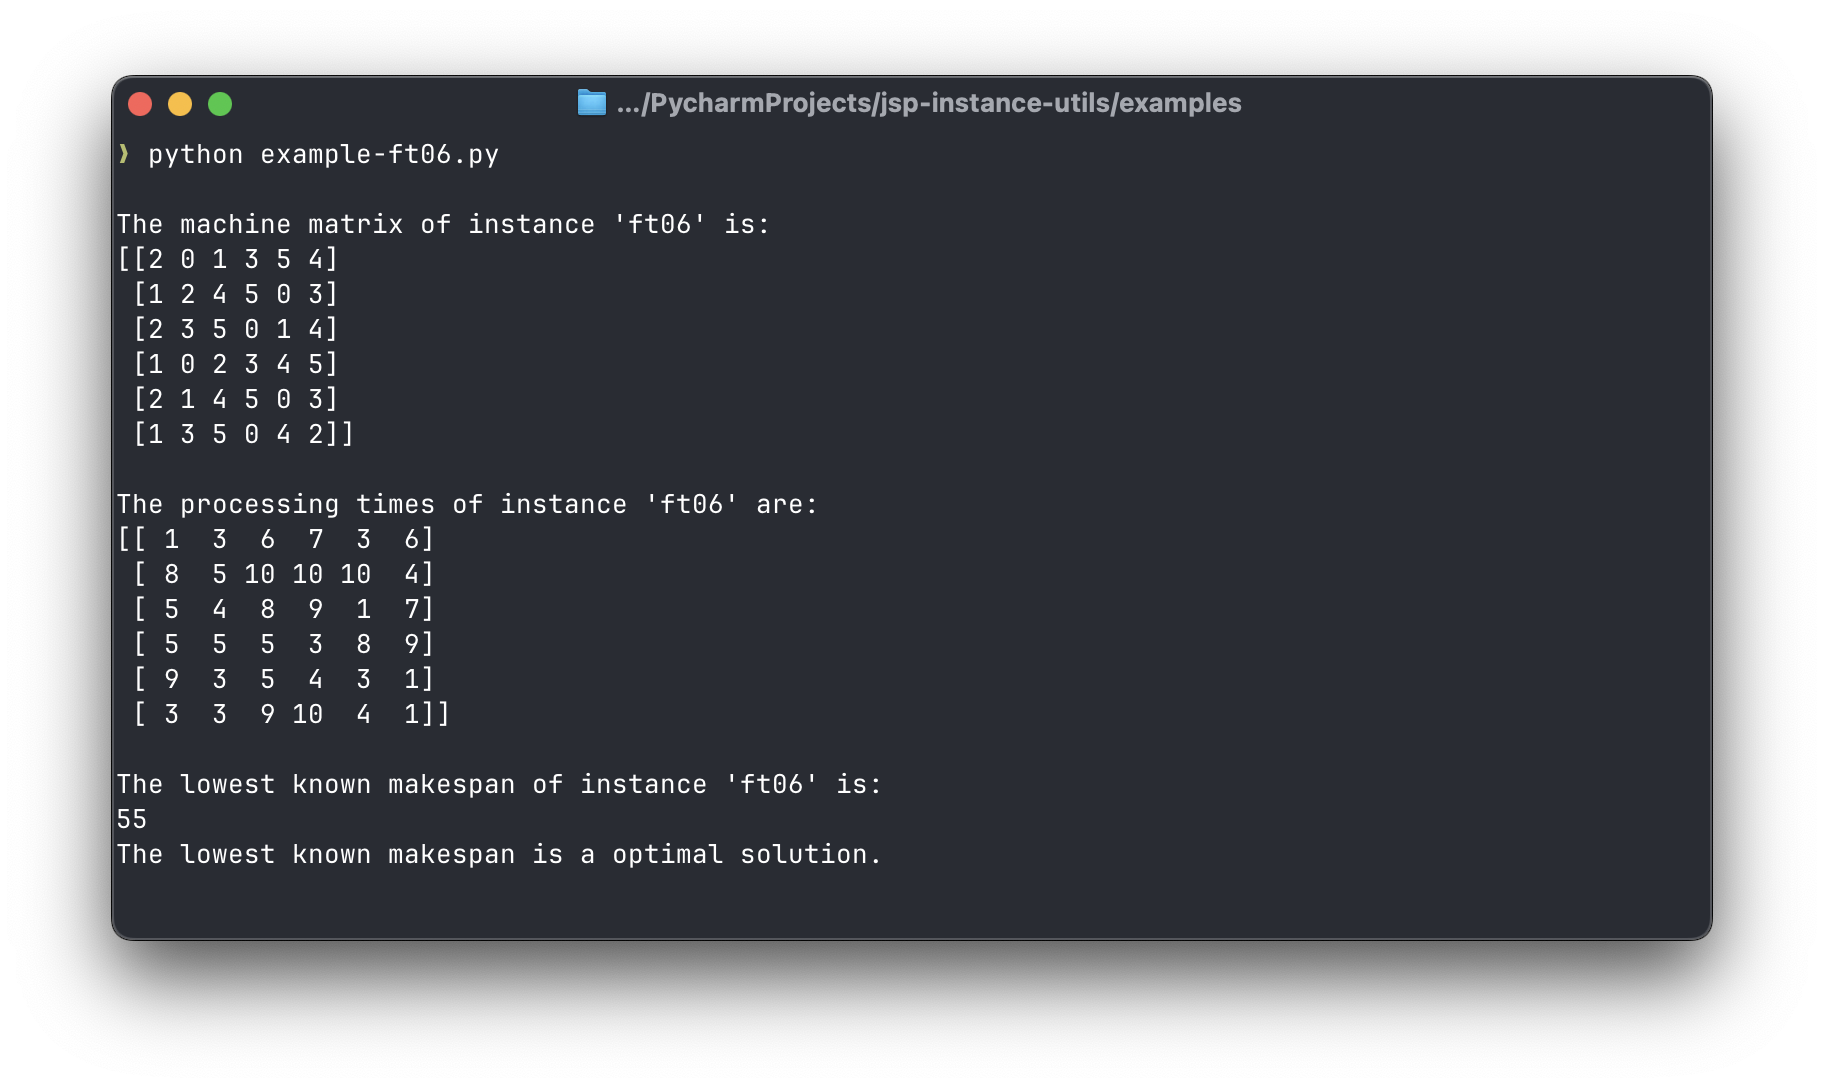 .../PycharmProjects/jsp-instance-utils/examples
❯ python example-ft06.py
The machine matrix of instance 'ft06' is:
[[2 0 1 3 5 4]
 [1 2 4 5 0 3]
 [2 3 5 0 1 4]
 [1 0 2 3 4 5]
 [2 1 4 5 0 3]
 [1 3 5 0 4 2]]
The processing times of instance 'ft06' are:
[[ 1  3  6  7  3  6]
 [ 8  5 10 10 10  4]
 [ 5  4  8  9  1  7]
 [ 5  5  5  3  8  9]
 [ 9  3  5  4  3  1]
 [ 3  3  9 10  4  1]]
The lowest known makespan of instance 'ft06' is:
55
The lowest known makespan is a optimal solution.